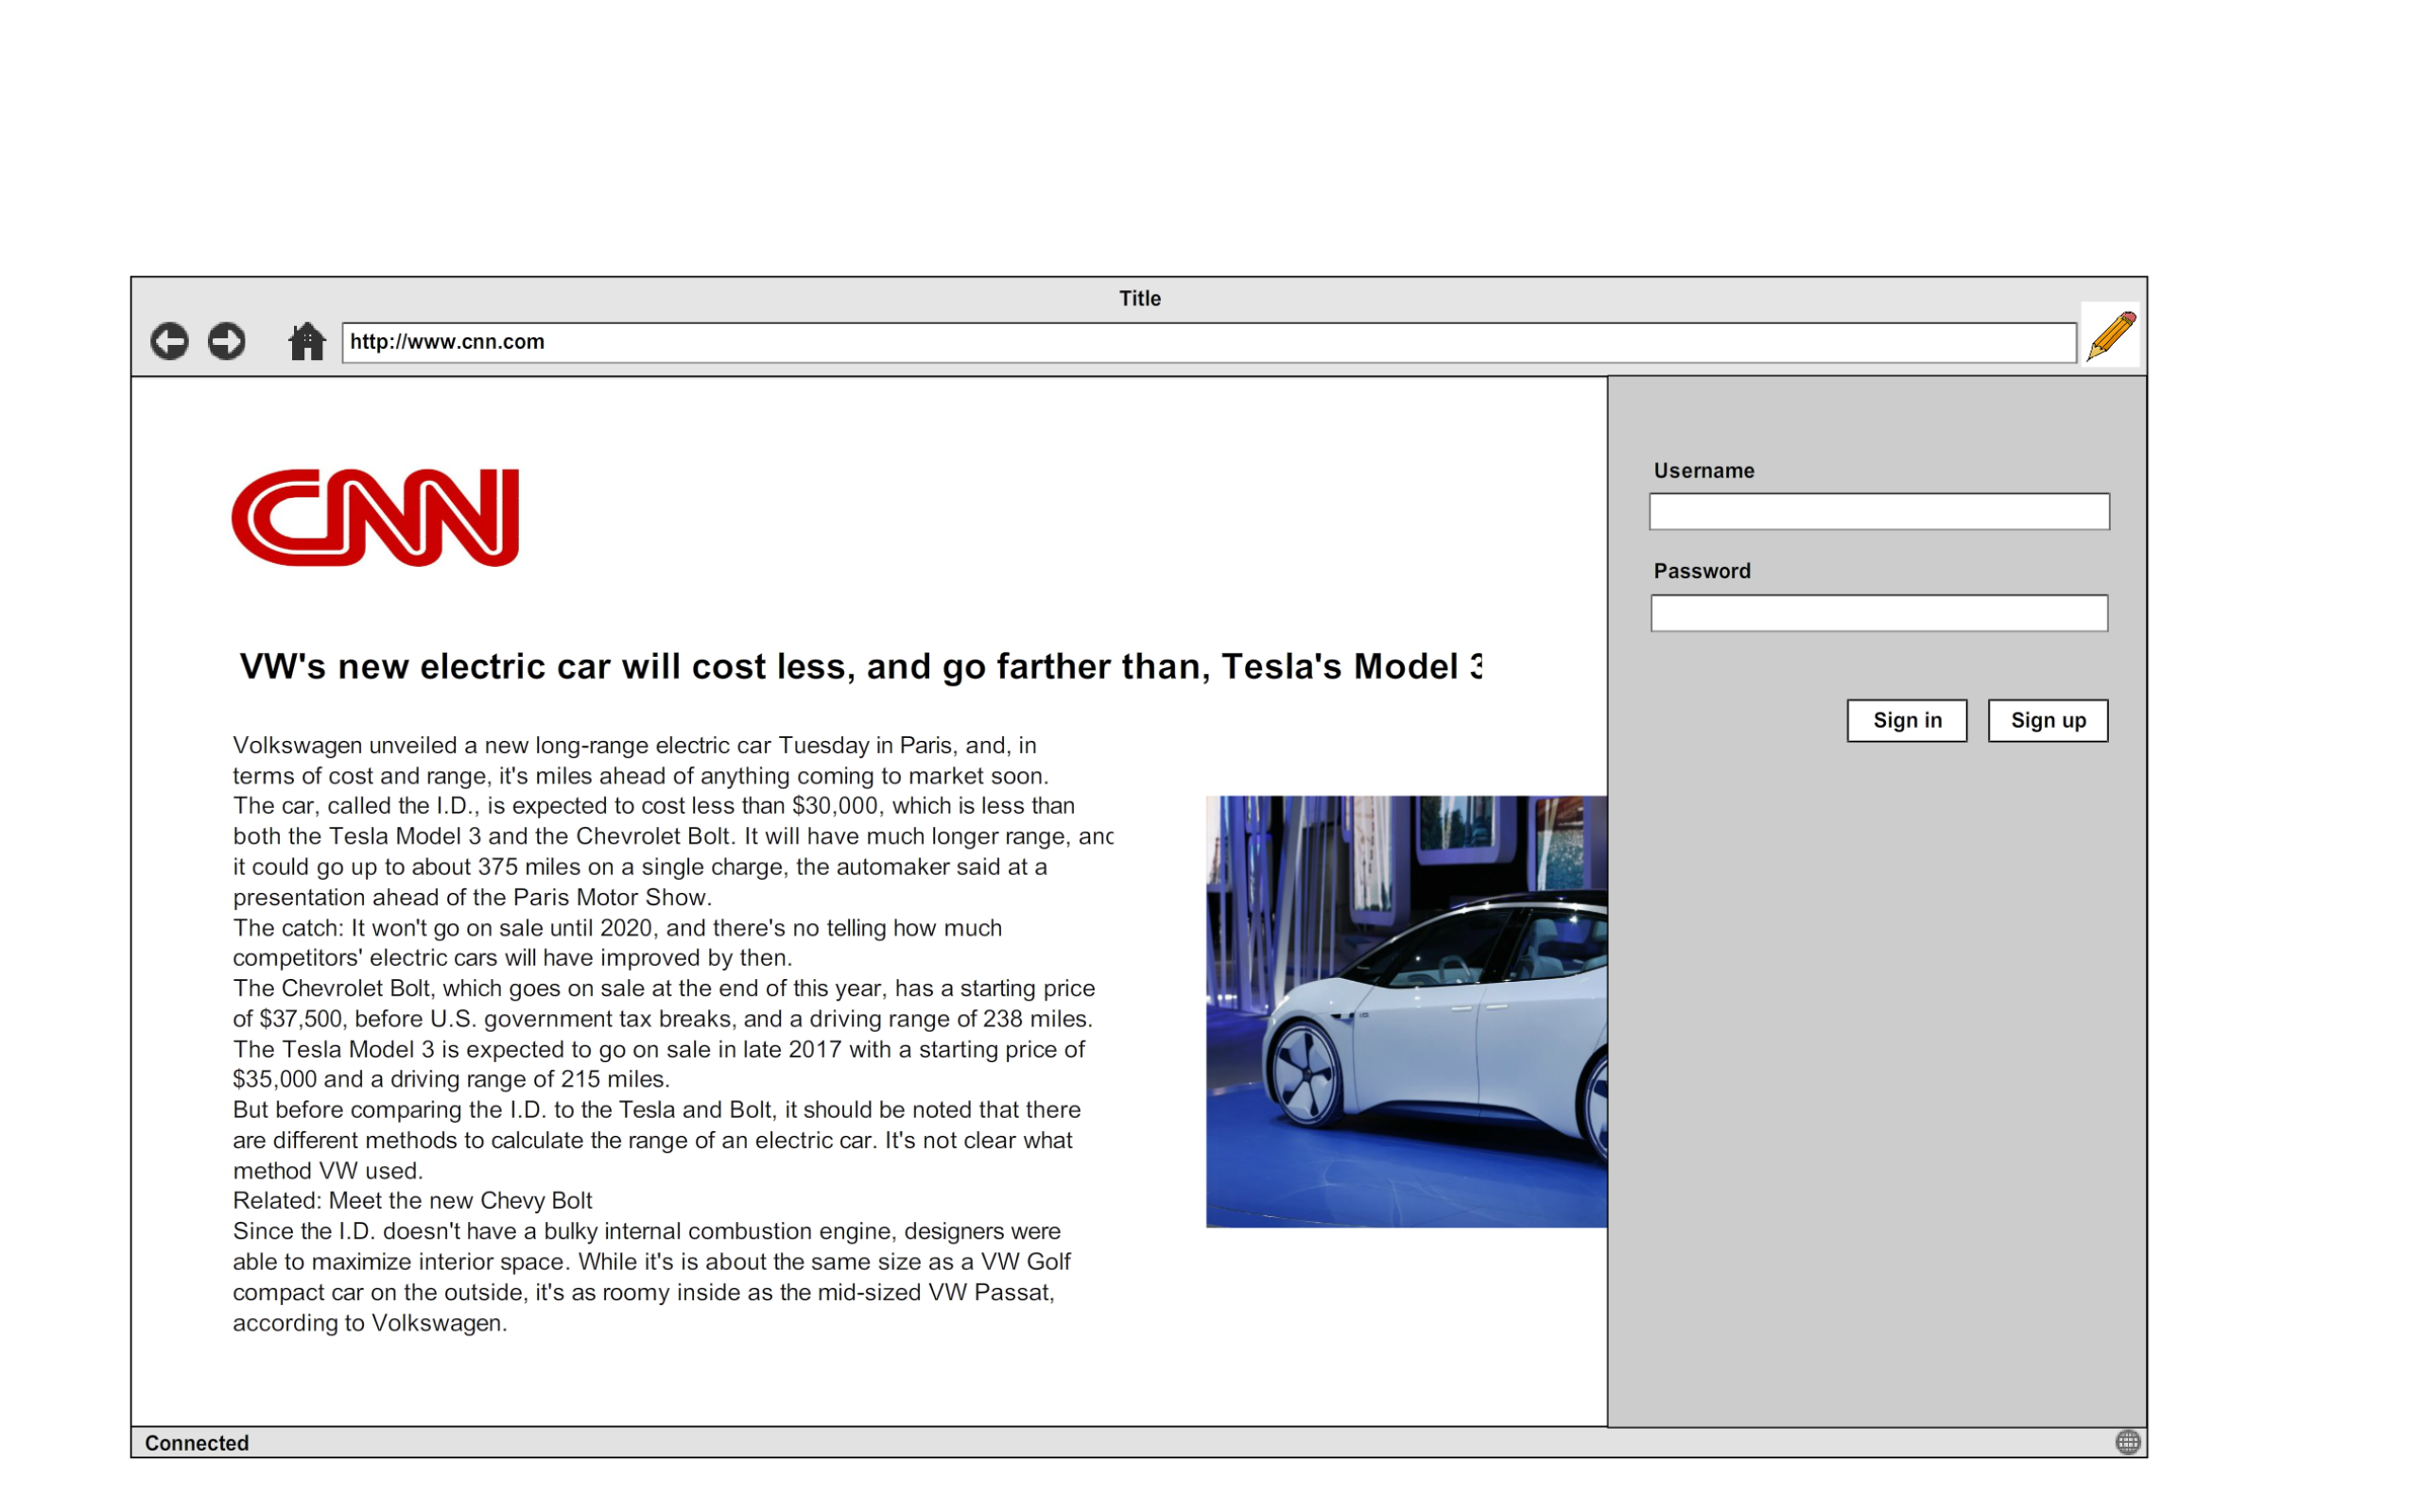 Title
http://www.cnn.com
CNN
VW's new electric car will cost less, and go farther than, Tesla's Model 3
Volkswagen unveiled a new long-range electric car Tuesday in Paris, and, in
terms of cost and range, it's miles ahead of anything coming to market soon.
The car, called the I.D., is expected to cost less than $30,000, which is less than
both the Tesla Model 3 and the Chevrolet Bolt. It will have much longer range, and
it could go up to about 375 miles on a single charge, the automaker said at a
presentation ahead of the Paris Motor Show.
The catch: It won't go on sale until 2020, and there's no telling how much
competitors' electric cars will have improved by then.
The Chevrolet Bolt, which goes on sale at the end of this year, has a starting price
of $37,500, before U.S. government tax breaks, and a driving range of 238 miles.
The Tesla Model 3 is expected to go on sale in late 2017 with a starting price of
$35,000 and a driving range of 215 miles.
But before comparing the I.D. to the Tesla and Bolt, it should be noted that there
are different methods to calculate the range of an electric car. It's not clear what
method VW used.
Related: Meet the new Chevy Bolt
Since the I.D. doesn't have a bulky internal combustion engine, designers were
able to maximize interior space. While it's is about the same size as a VW Golf
compact car on the outside, it's as roomy inside as the mid-sized VW Passat,
according to Volkswagen.
Username
Password
Sign in
Sign up
Connected